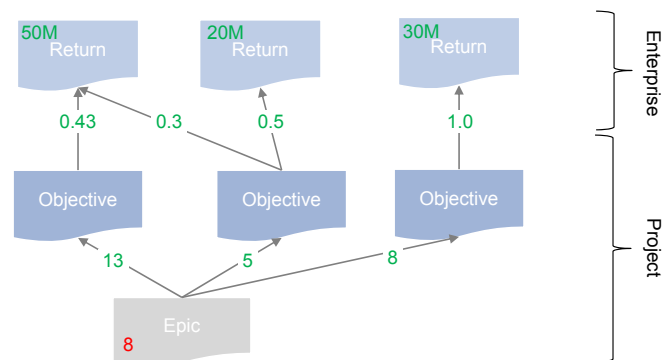 50M
Return
20M
Return
30M
Return
Enterprise
0.43
0.3
0.5
1.0
Objective
Objective
Objective
Project
13
5
8
Epic
8